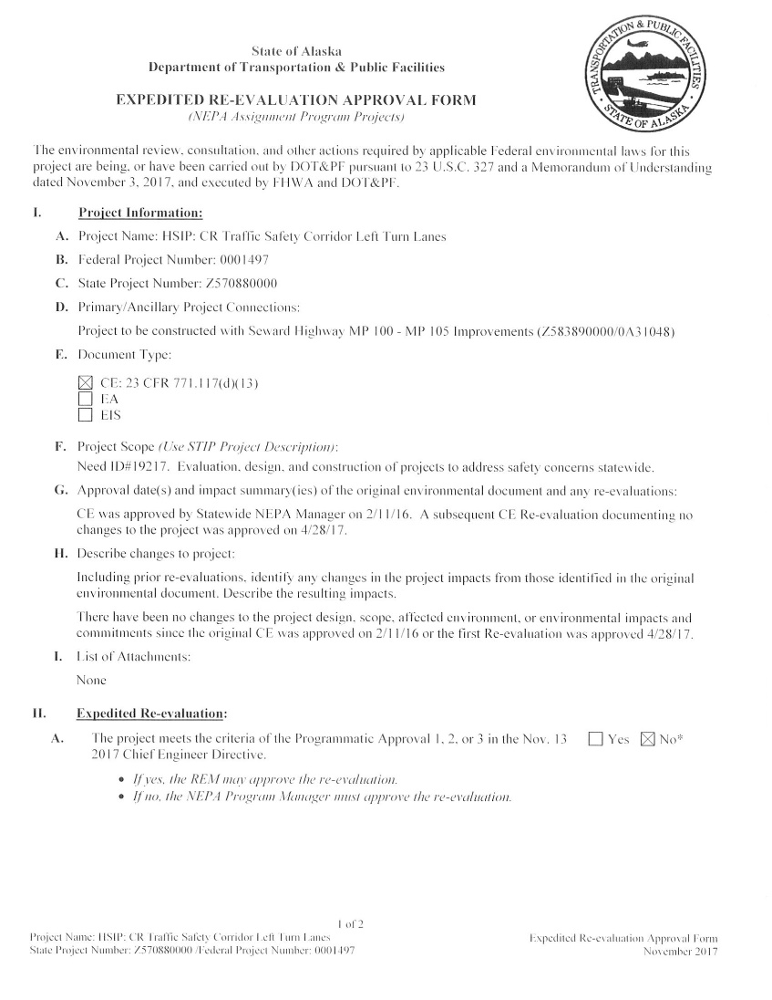 State of Alaska
Department of Transportation & Public Facilities
EXPEDITED RE-EVALUATION APPROVAL FORM
(NEPA Assignment Program Projects)
TRANSPORTATION & PUBLIC FACILITIES
STATE OF ALASKA
The environmental review, consultation, and other actions required by applicable Federal environmental laws for this
project are being, or have been carried out by DOT&PF pursuant to 23 U.S.C. 327 and a Memorandum of Understanding
dated November 3, 2017, and executed by FHWA and DOT&PF.
I. Project Information:
A. Project Name: HSIP: CR Traffic Safety Corridor Left Turn Lanes
B. Federal Project Number: 0001497
C. State Project Number: Z570880000
D. Primary/Ancillary Project Connections:
Project to be constructed with Seward Highway MP 100 - MP 105 Improvements (Z583890000/0A31048)
E. Document Type:
☒ CE: 23 CFR 771.117(d)(13)
☐ EA
☐ EIS
F. Project Scope (Use STIP Project Description):
Need ID#19217. Evaluation, design, and construction of projects to address safety concerns statewide.
G. Approval date(s) and impact summary(ies) of the original environmental document and any re-evaluations:
CE was approved by Statewide NEPA Manager on 2/11/16. A subsequent CE Re-evaluation documenting no
changes to the project was approved on 4/28/17.
H. Describe changes to project:
Including prior re-evaluations, identify any changes in the project impacts from those identified in the original
environmental document. Describe the resulting impacts.
There have been no changes to the project design, scope, affected environment, or environmental impacts and
commitments since the original CE was approved on 2/11/16 or the first Re-evaluation was approved 4/28/17.
I. List of Attachments:
None
II. Expedited Re-evaluation:
A. The project meets the criteria of the Programmatic Approval 1, 2, or 3 in the Nov. 13 ☐ Yes ☒ No*
2017 Chief Engineer Directive.
• If yes, the REM may approve the re-evaluation.
• If no, the NEPA Program Manager must approve the re-evaluation.
1 of 2
Project Name: HSIP: CR Traffic Safety Corridor Left Turn Lanes
State Project Number: Z570880000 /Federal Project Number: 0001497
Expedited Re-evaluation Approval Form
November 2017